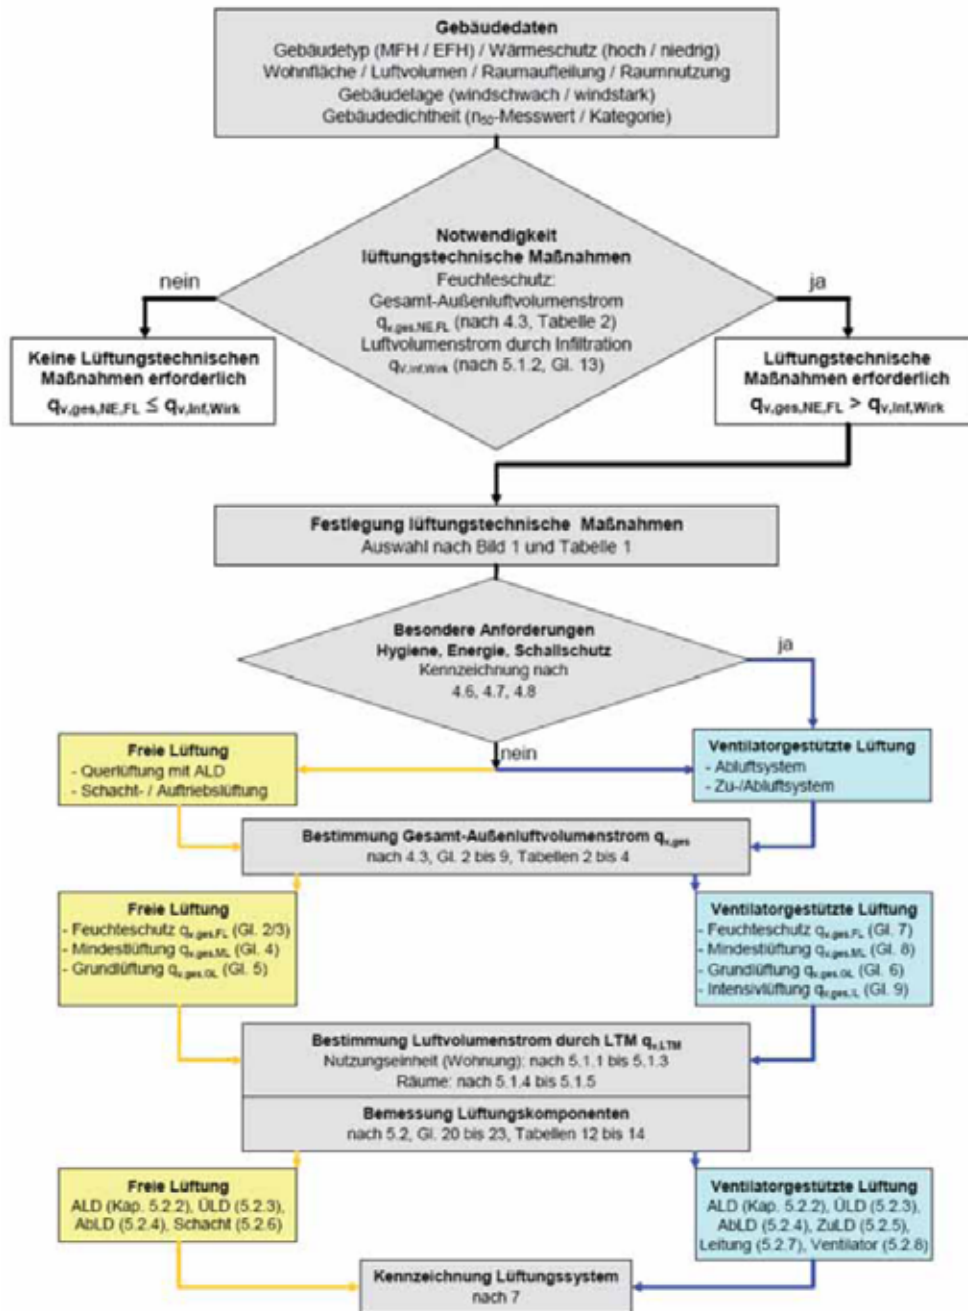 Gebäudedaten
Gebäudetyp (MFH / EFH) / Wärmeschutz (hoch / niedrig)
Wohnfläche / Luftvolumen / Raumaufteilung / Raumnutzung
Gebäudelage (windschwach / windstark)
Gebäudedichtheit (n50-Messwert / Kategorie)
Notwendigkeit
lüftungstechnische Maßnahmen
Feuchteschutz:
Gesamt-Außenluftvolumenstrom
qv,ges,NE,FL (nach 4.3, Tabelle 2)
Luftvolumenstrom durch Infiltration
qV,Inf,Wirk (nach 5.1.2, Gl. 13)
nein
ja
Keine Lüftungstechnischen
Maßnahmen erforderlich
qv,ges,NE,FL ≤ qv,Inf,Wirk
Lüftungstechnische
Maßnahmen erforderlich
qv,ges,NE,FL > qv,Inf,Wirk
Festlegung lüftungstechnische Maßnahmen
Auswahl nach Bild 1 und Tabelle 1
Besondere Anforderungen
Hygiene, Energie, Schallschutz
Kennzeichnung nach
4.6, 4.7, 4.8
ja
nein
Freie Lüftung
- Querlüftung mit ALD
- Schacht- / Auftriebslüftung
Ventilatorgestützte Lüftung
- Abluftsystem
- Zu-/Abluftsystem
Bestimmung Gesamt-Außenluftvolumenstrom qv,ges
nach 4.3, Gl. 2 bis 9, Tabellen 2 bis 4
Freie Lüftung
- Feuchteschutz qv,ges,FL (Gl. 2/3)
- Mindestlüftung qv,ges,ML (Gl. 4)
- Grundlüftung qv,ges,GL (Gl. 5)
Ventilatorgestützte Lüftung
- Feuchteschutz qv,ges,FL (Gl. 7)
- Mindestlüftung qv,ges,ML (Gl. 8)
- Grundlüftung qv,ges,GL (Gl. 6)
- Intensivlüftung qv,ges,IL (Gl. 9)
Bestimmung Luftvolumenstrom durch LTM qv,LTM
Nutzungseinheit (Wohnung): nach 5.1.1 bis 5.1.3
Räume: nach 5.1.4 bis 5.1.5
Bemessung Lüftungskomponenten
nach 5.2, Gl. 20 bis 23, Tabellen 12 bis 14
Freie Lüftung
ALD (Kap. 5.2.2), ÜLD (5.2.3),
AbLD (5.2.4), Schacht (5.2.6)
Ventilatorgestützte Lüftung
ALD (Kap. 5.2.2), ÜLD (5.2.3),
AbLD (5.2.4), ZuLD (5.2.5),
Leitung (5.2.7), Ventilator (5.2.8)
Kennzeichnung Lüftungssystem
nach 7